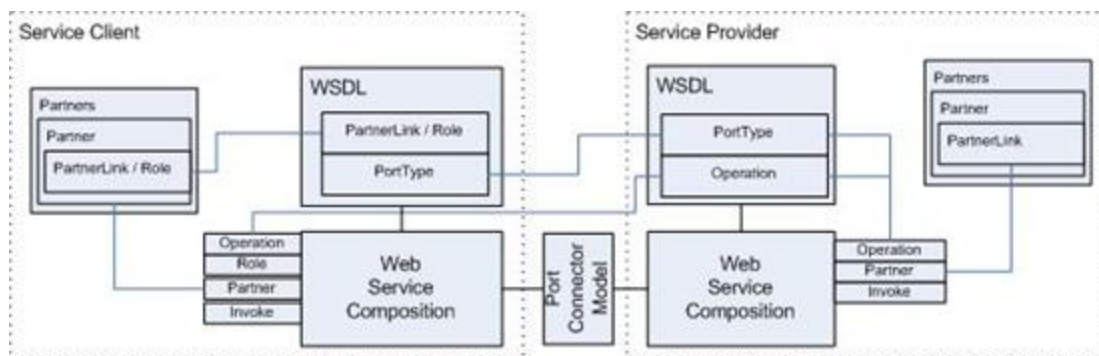 Service Client
Partners
Partner
PartnerLink / Role
WSDL
PartnerLink / Role
PortType
Operation
Role
Partner
Invoke
Web
Service
Composition
Port
Connector
Model
Service Provider
WSDL
PortType
Operation
Partners
Partner
PartnerLink
Web
Service
Composition
Operation
Partner
Invoke